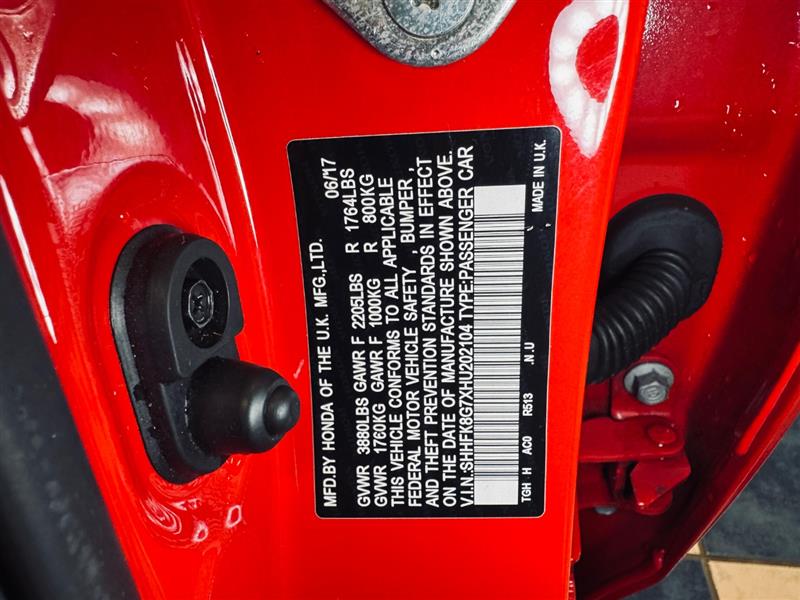 MFD.BY HONDA OF THE U.K. MFG.,LTD. 06/17
GVWR 3880LBS GAWR F 2205LBS R 1764LBS
GVWR 1760KG GAWR F 1000KG R 800KG
THIS VEHICLE CONFORMS TO ALL APPLICABLE
FEDERAL MOTOR VEHICLE SAFETY , BUMPER ,
AND THEFT PREVENTION STANDARDS IN EFFECT
ON THE DATE OF MANUFACTURE SHOWN ABOVE.
V.I.N.:SHHFK8G7XHU202104 TYPE:PASSENGER CAR
TGH H AC0 R513 .N.U MADE IN U.K.